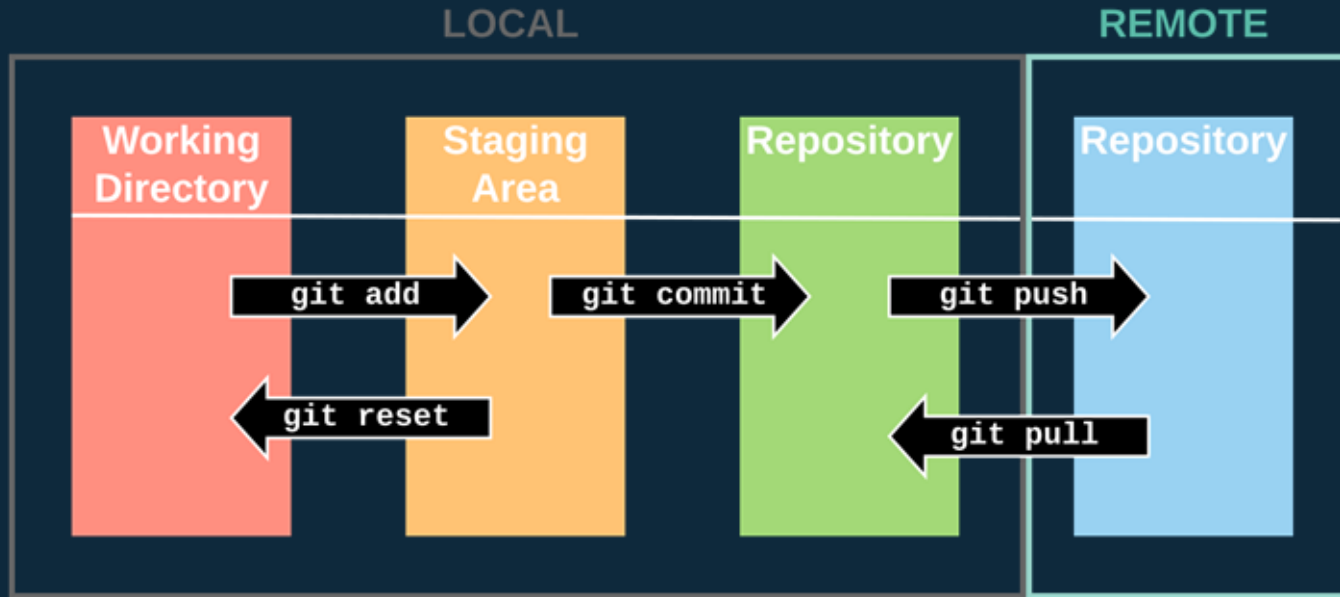 LOCAL
REMOTE
Working
Directory
Staging
Area
Repository
Repository
git add
git commit
git push
git reset
git pull